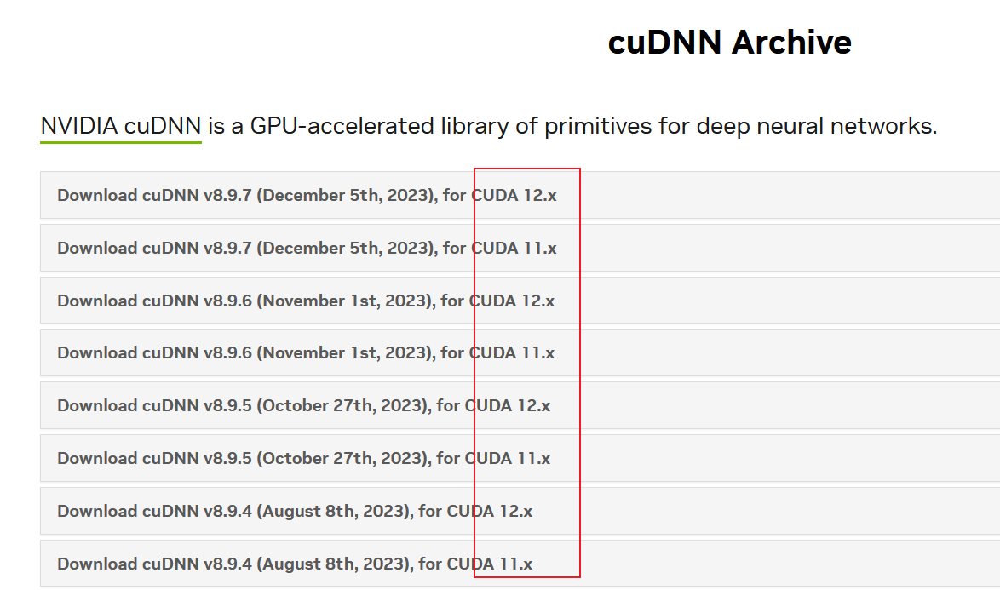 cuDNN Archive
NVIDIA cuDNN is a GPU-accelerated library of primitives for deep neural networks.
Download cuDNN v8.9.7 (December 5th, 2023), for CUDA 12.x
Download cuDNN v8.9.7 (December 5th, 2023), for CUDA 11.x
Download cuDNN v8.9.6 (November 1st, 2023), for CUDA 12.x
Download cuDNN v8.9.6 (November 1st, 2023), for CUDA 11.x
Download cuDNN v8.9.5 (October 27th, 2023), for CUDA 12.x
Download cuDNN v8.9.5 (October 27th, 2023), for CUDA 11.x
Download cuDNN v8.9.4 (August 8th, 2023), for CUDA 12.x
Download cuDNN v8.9.4 (August 8th, 2023), for CUDA 11.x